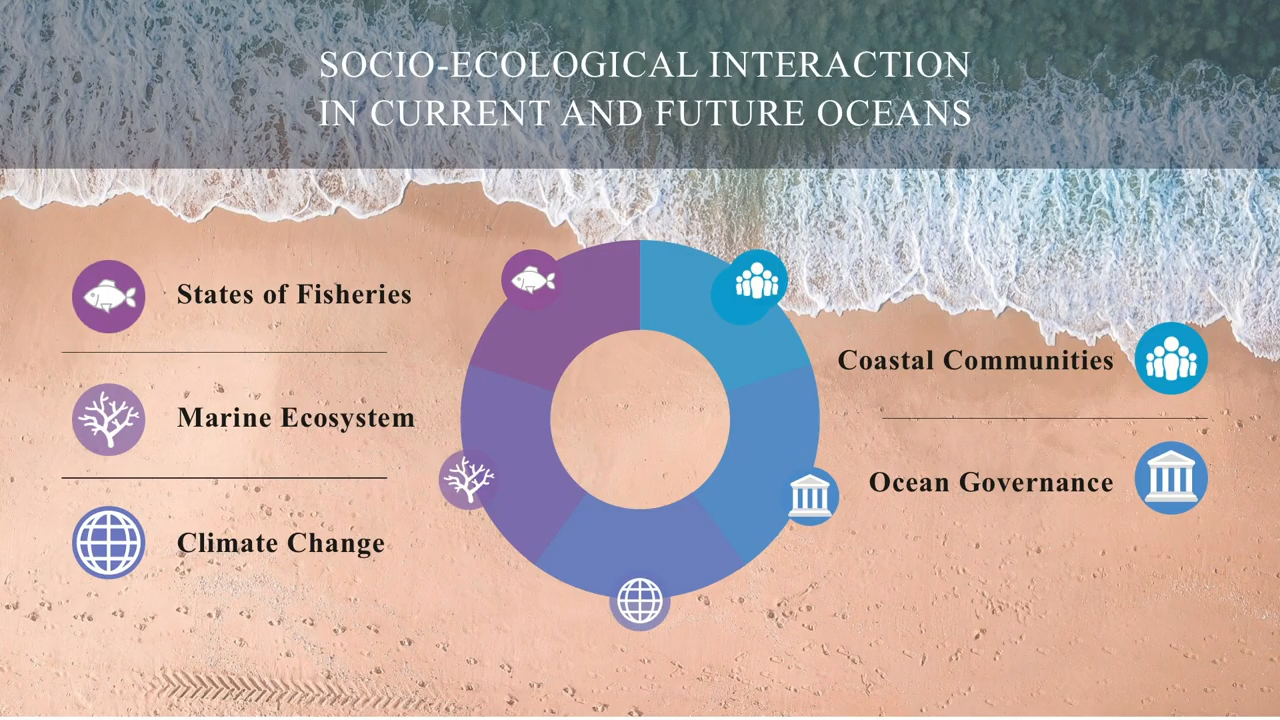 SOCIO-ECOLOGICAL INTERACTION
IN CURRENT AND FUTURE OCEANS
States of Fisheries
Marine Ecosystem
Climate Change
Coastal Communities
Ocean Governance